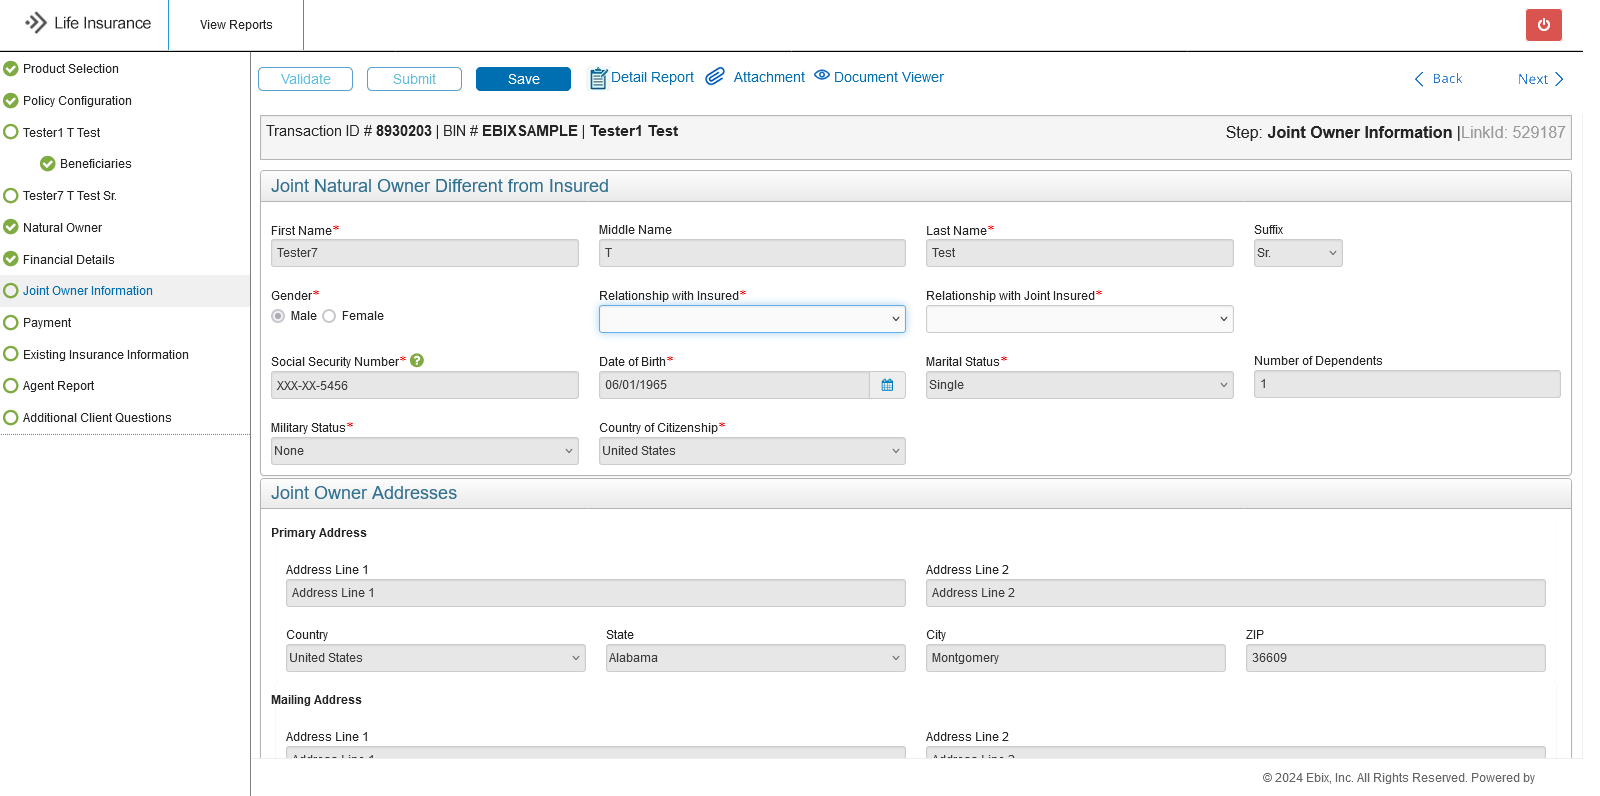 Life Insurance
View Reports
Product Selection
Policy Configuration
Tester1 T Test
Beneficiaries
Tester7 T Test Sr.
Natural Owner
Financial Details
Joint Owner Information
Payment
Existing Insurance Information
Agent Report
Additional Client Questions
Validate Submit Save Detail Report Attachment Document Viewer Back Next
Transaction ID # 8930203 | BIN # EBIXSAMPLE | Tester1 Test
Step: Joint Owner Information |LinkId: 529187
Joint Natural Owner Different from Insured
First Name* Middle Name Last Name* Suffix
Tester7 T Test Sr.
Gender* Relationship with Insured* Relationship with Joint Insured*
Male Female
Social Security Number* ? Date of Birth* Marital Status* Number of Dependents
XXX-XX-5456 06/01/1965 Single 1
Military Status* Country of Citizenship*
None United States
Joint Owner Addresses
Primary Address
Address Line 1 Address Line 2
Address Line 1 Address Line 2
Country State City ZIP
United States Alabama Montgomery 36609
Mailing Address
Address Line 1 Address Line 2
Address Line 1 Address Line 2
© 2024 Ebix, Inc. All Rights Reserved. Powered by